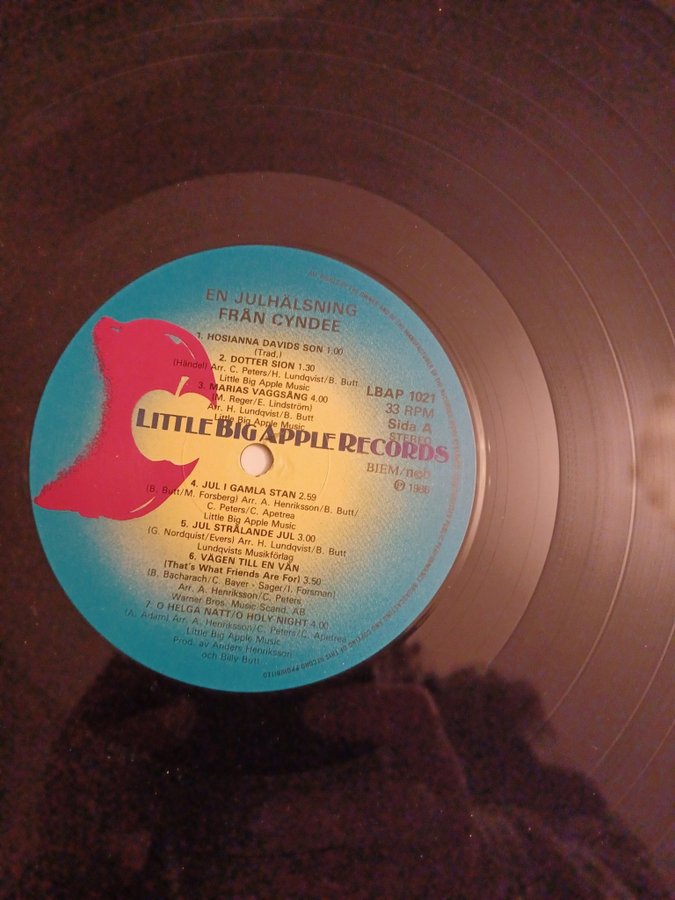 EN JULHÄLSNING
FRÅN CYNDEE
1. HOSIANNA DAVIDS SON 1.00
(Trad.)
2. DOTTER SION 1.30
(Händel) Arr. C. Peters/H. Lundqvist/B. Butt
Little Big Apple Music
3. MARIAS VAGGSÅNG 4.00
(M. Reger/E. Lindström)
Arr. H. Lundqvist/B. Butt
Little Big Apple Music
LBAP 1021
33 RPM
Sida A
STEREO
LITTLE BIG APPLE RECORDS
BIEM/ncb
℗ 1986
4. JUL I GAMLA STAN 2.59
(B. Butt/M. Forsberg) Arr. A. Henriksson/B. Butt/
C. Peters/C. Apetrea
Little Big Apple Music
5. JUL STRÅLANDE JUL 3.00
(G. Nordquist/Evers) Arr. H. Lundqvist/B. Butt
Lundqvists Musikförlag
6. VÄGEN TILL EN VÄN
(That's What Friends Are For) 3.50
(B. Bacharach/C. Bayer - Sager/I. Forsman)
Arr. A. Henriksson/C. Peters
Warner Bros. Music Scand. AB
7. O HELGA NATT/O HOLY NIGHT 4.00
(A. Adam) Arr. A. Henriksson/C. Peters/C. Apetrea
Little Big Apple Music
Prod. av Anders Henriksson
och Billy Butt